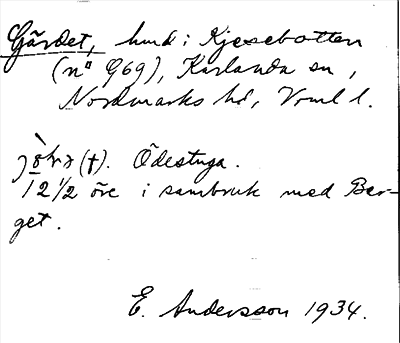 Gärdet, hmd i Kjesebotten
(nº 969), Karlanda sn,
Nordmarks hd, Vrml l.
(t). Ödestuga.
12 1/2 öre i sambruk med Ber-
get.
E. Andersson 1934.